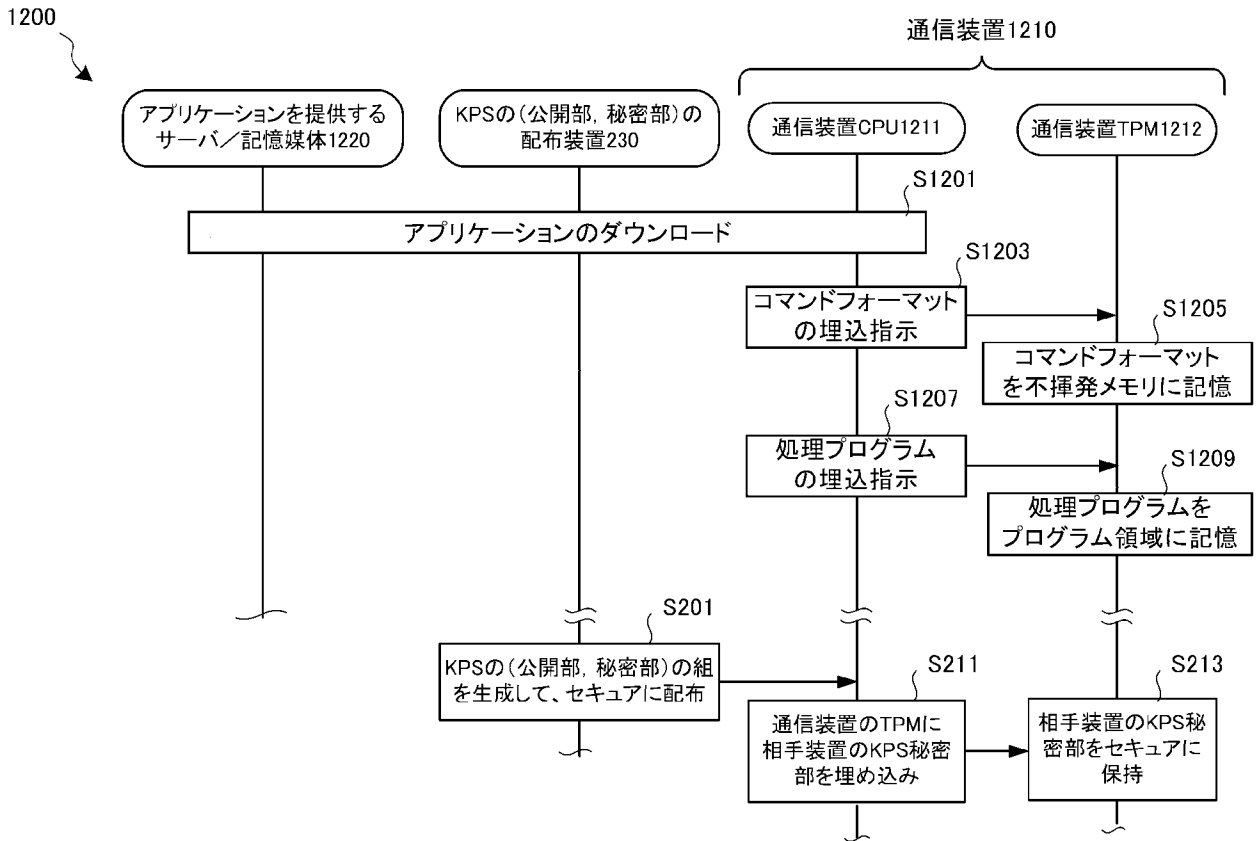 1200
通信装置1210
アプリケーションを提供する
サーバ／記憶媒体1220
KPSの(公開部, 秘密部)の
配布装置230
通信装置CPU1211
通信装置TPM1212
S1201
アプリケーションのダウンロード
S1203
コマンドフォーマット
の埋込指示
S1205
コマンドフォーマット
を不揮発メモリに記憶
S1207
処理プログラム
の埋込指示
S1209
処理プログラムを
プログラム領域に記憶
S201
KPSの(公開部, 秘密部)の組
を生成して、セキュアに配布
S211
通信装置のTPMに
相手装置のKPS秘密
部を埋め込み
S213
相手装置のKPS秘
密部をセキュアに
保持